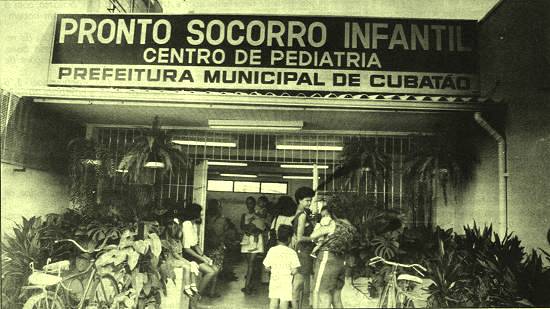 PRONTO SOCORRO INFANTIL
CENTRO DE PEDIATRIA
PREFEITURA MUNICIPAL DE CUBATÃO